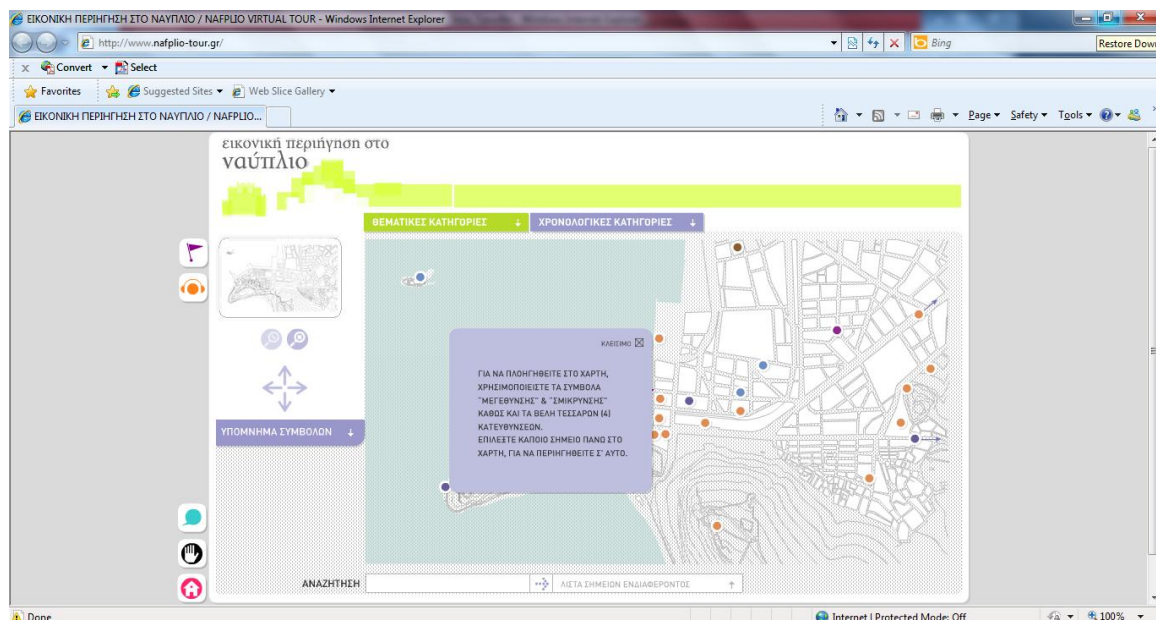 ΕΙΚΟΝΙΚΗ ΠΕΡΙΗΓΗΣΗ ΣΤΟ ΝΑΥΠΛΙΟ / NAFPLIO VIRTUAL TOUR - Windows Internet Explorer
http://www.nafplio-tour.gr/
Bing
Restore Down
x Convert Select
Favorites Suggested Sites Web Slice Gallery
ΕΙΚΟΝΙΚΗ ΠΕΡΙΗΓΗΣΗ ΣΤΟ ΝΑΥΠΛΙΟ / NAFPLIO...
Page Safety Tools
εικονική περιήγηση στο
ναύπλιο
ΘΕΜΑΤΙΚΕΣ ΚΑΤΗΓΟΡΙΕΣ
ΧΡΟΝΟΛΟΓΙΚΕΣ ΚΑΤΗΓΟΡΙΕΣ
ΚΛΕΙΣΙΜΟ
ΓΙΑ ΝΑ ΠΛΟΗΓΗΘΕΙΤΕ ΣΤΟ ΧΑΡΤΗ,
ΧΡΗΣΙΜΟΠΟΙΕΙΣΤΕ ΤΑ ΣΥΜΒΟΛΑ
"ΜΕΓΕΘΥΝΣΗΣ" & "ΣΜΙΚΡΥΝΣΗΣ"
ΚΑΘΩΣ ΚΑΙ ΤΑ ΒΕΛΗ ΤΕΣΣΑΡΩΝ (4)
ΚΑΤΕΥΘΥΝΣΕΩΝ.
ΕΠΙΛΕΞΤΕ ΚΑΠΟΙΟ ΣΗΜΕΙΟ ΠΑΝΩ ΣΤΟ
ΧΑΡΤΗ, ΓΙΑ ΝΑ ΠΕΡΙΗΓΗΘΕΙΤΕ Σ' ΑΥΤΟ.
ΥΠΟΜΝΗΜΑ ΣΥΜΒΟΛΩΝ
ΑΝΑΖΗΤΗΣΗ
ΛΙΣΤΑ ΣΗΜΕΙΩΝ ΕΝΔΙΑΦΕΡΟΝΤΟΣ
Done
Internet | Protected Mode: Off
100%